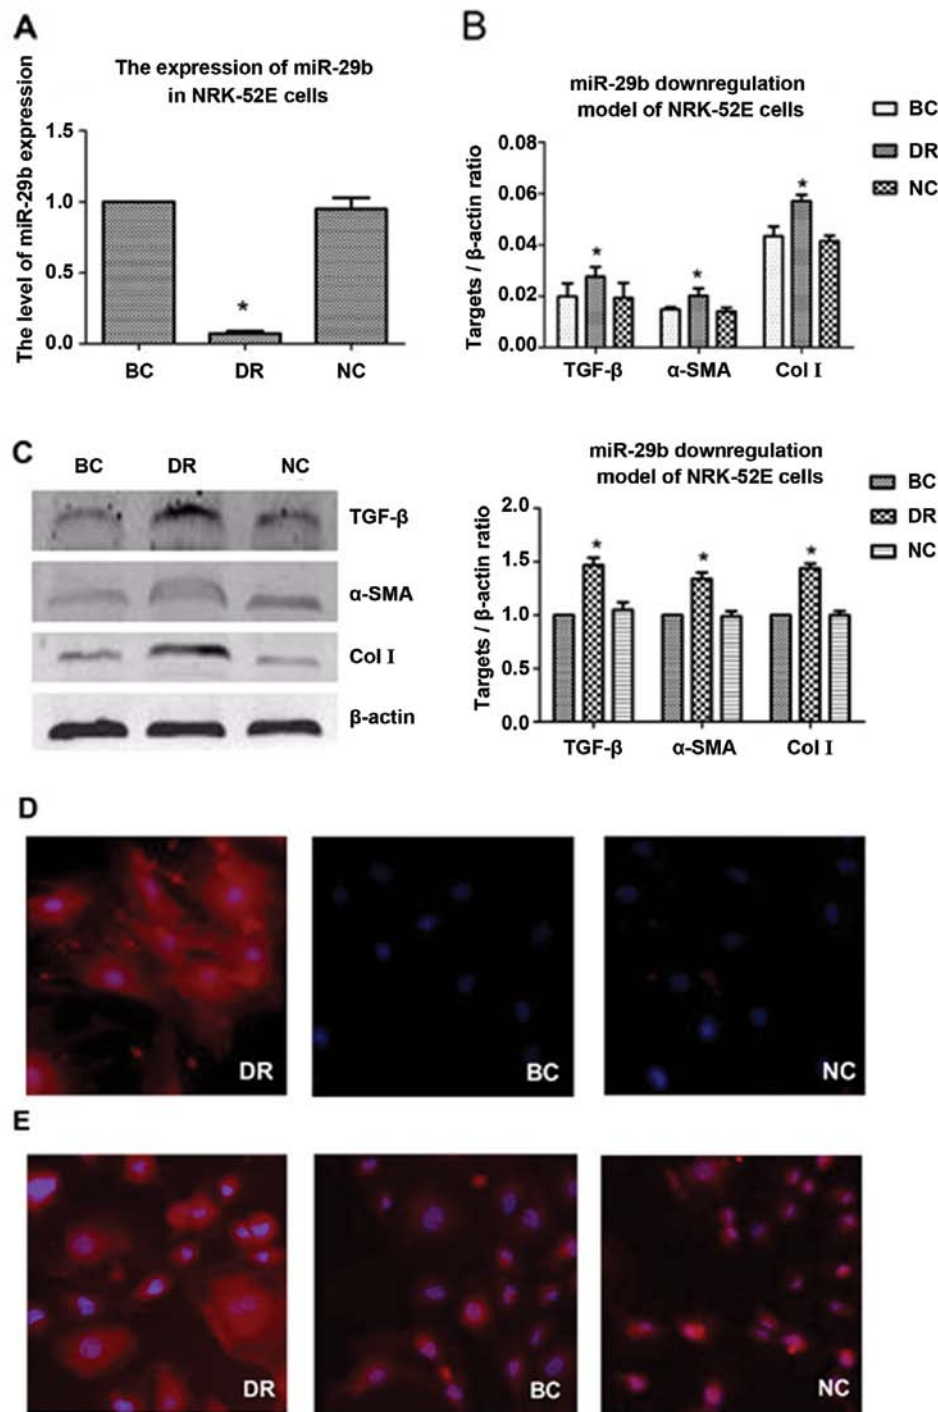 A
The expression of miR-29b
in NRK-52E cells
The level of miR-29b expression
1.5
1.0
0.5
0.0
*
BC DR NC
B
miR-29b downregulation
model of NRK-52E cells
BC
DR
NC
Targets / β-actin ratio
0.08
0.06
0.04
0.02
0.00
* * *
TGF-β α-SMA Col I
C
BC DR NC
TGF-β
α-SMA
Col I
β-actin
miR-29b downregulation
model of NRK-52E cells
BC
DR
NC
Targets / β-actin ratio
2.0
1.5
1.0
0.5
0.0
* * *
TGF-β α-SMA Col I
D
DR BC NC
E
DR BC NC